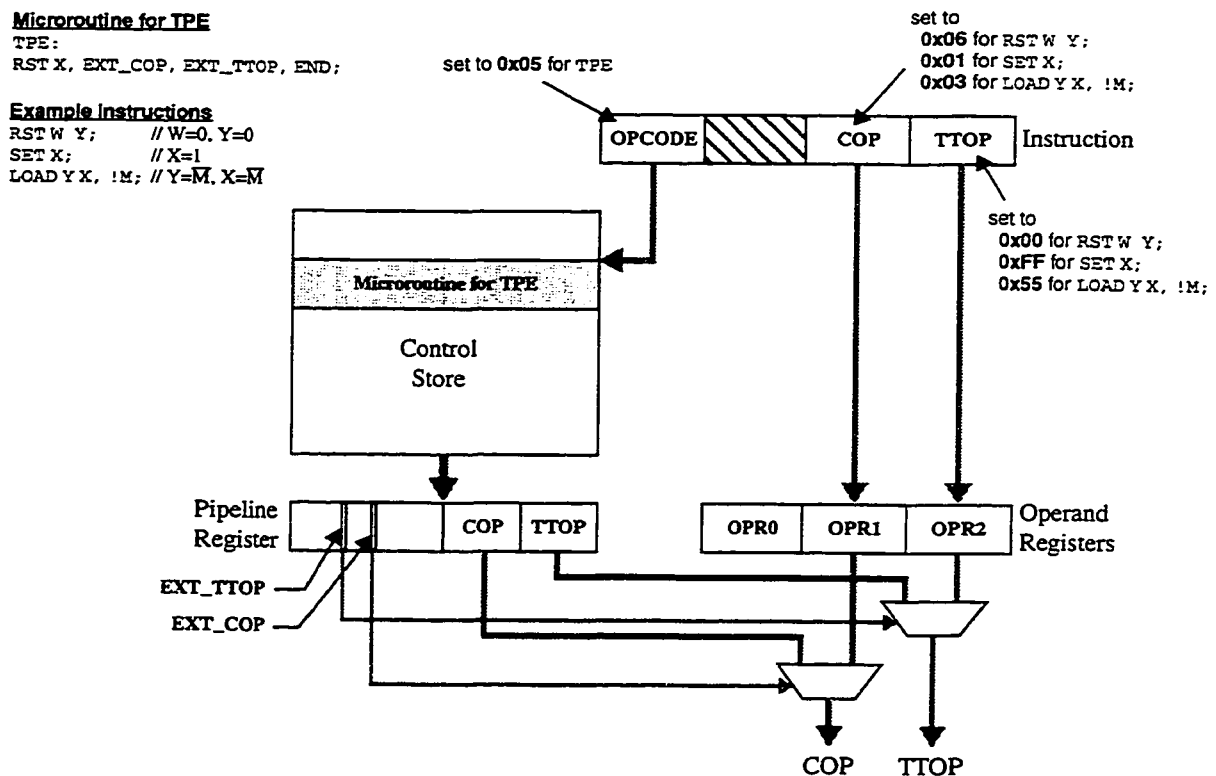 Microroutine for TPE
TPE:
RST X, EXT_COP, EXT_TTOP, END;
Example Instructions
RST W Y; // W=0, Y=0
SET X; // X=1
LOAD Y X, !M; // Y=M̅, X=M̅
set to 0x05 for TPE
set to
0x06 for RST W Y;
0x01 for SET X;
0x03 for LOAD Y X, !M;
OPCODE COP TTOP Instruction
set to
0x00 for RST W Y;
0xFF for SET X;
0x55 for LOAD Y X, !M;
Microroutine for TPE
Control
Store
Pipeline
Register
COP TTOP
OPR0 OPR1 OPR2
Operand
Registers
EXT_TTOP
EXT_COP
COP TTOP